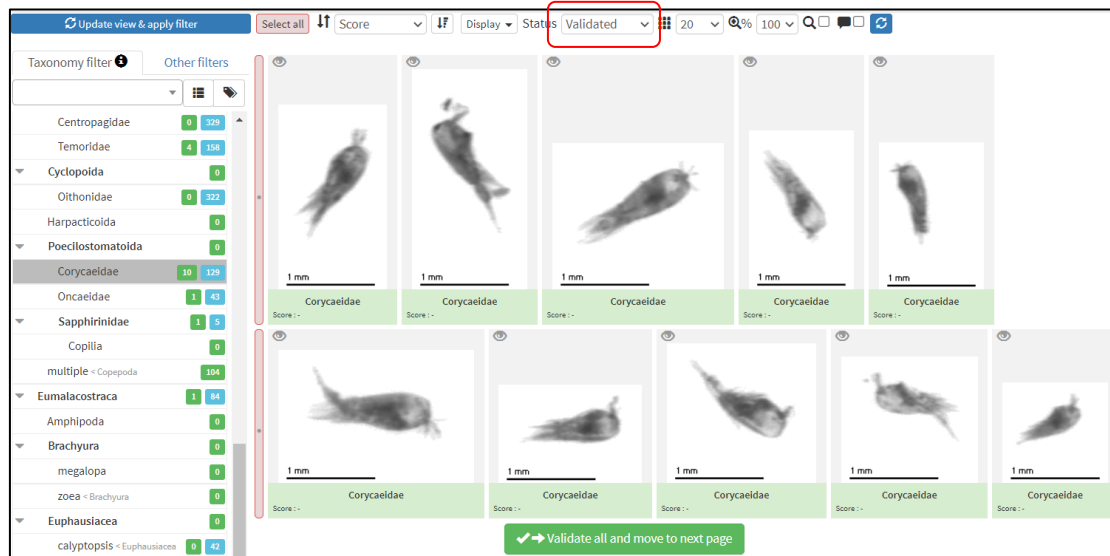 Update view & apply filter
Select all Score Display Status Validated 20 % 100
Taxonomy filter Other filters
Centropagidae 0 329
Temoridae 4 158
Cyclopoida 0
Oithonidae 0 322
Harpacticoida 0
Poecilostomatoida 0
Corycaeidae 10 129
Oncaeidae 1 43
Sapphirinidae 1 5
Copilia 0
multiple < Copepoda 104
Eumalacostraca 1 84
Amphipoda 0
Brachyura 0
megalopa 0
zoea < Brachyura 0
Euphausiacea 0
calyptopsis < Euphausiacea 0 42
1 mm 1 mm 1 mm 1 mm 1 mm
Corycaeidae Corycaeidae Corycaeidae Corycaeidae Corycaeidae
Score : - Score : - Score : - Score : - Score : -
1 mm 1 mm 1 mm 1 mm 1 mm
Corycaeidae Corycaeidae Corycaeidae Corycaeidae Corycaeidae
Score : - Score : - Score : - Score : - Score : -
Validate all and move to next page